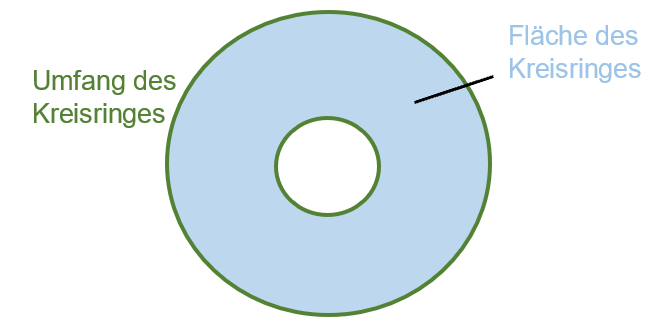 Umfang des
Kreisringes
Fläche des
Kreisringes